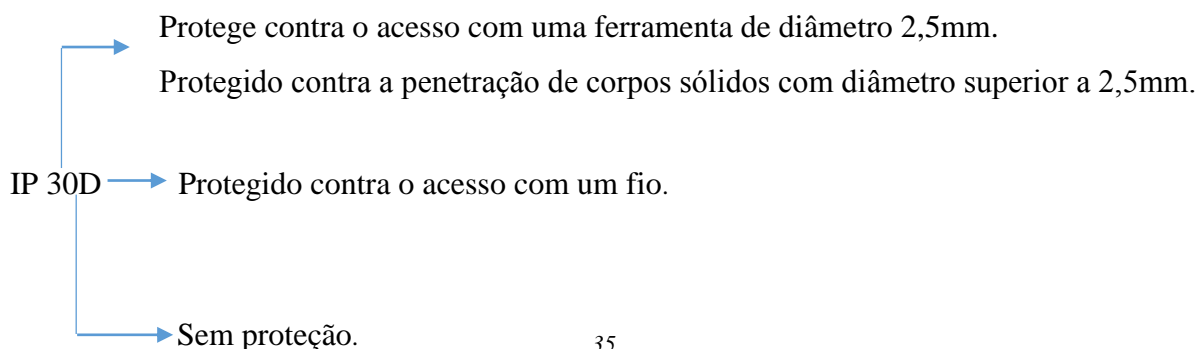 Protege contra o acesso com uma ferramenta de diâmetro 2,5mm.
Protegido contra a penetração de corpos sólidos com diâmetro superior a 2,5mm.
IP 30D Protegido contra o acesso com um fio.
Sem proteção.
35